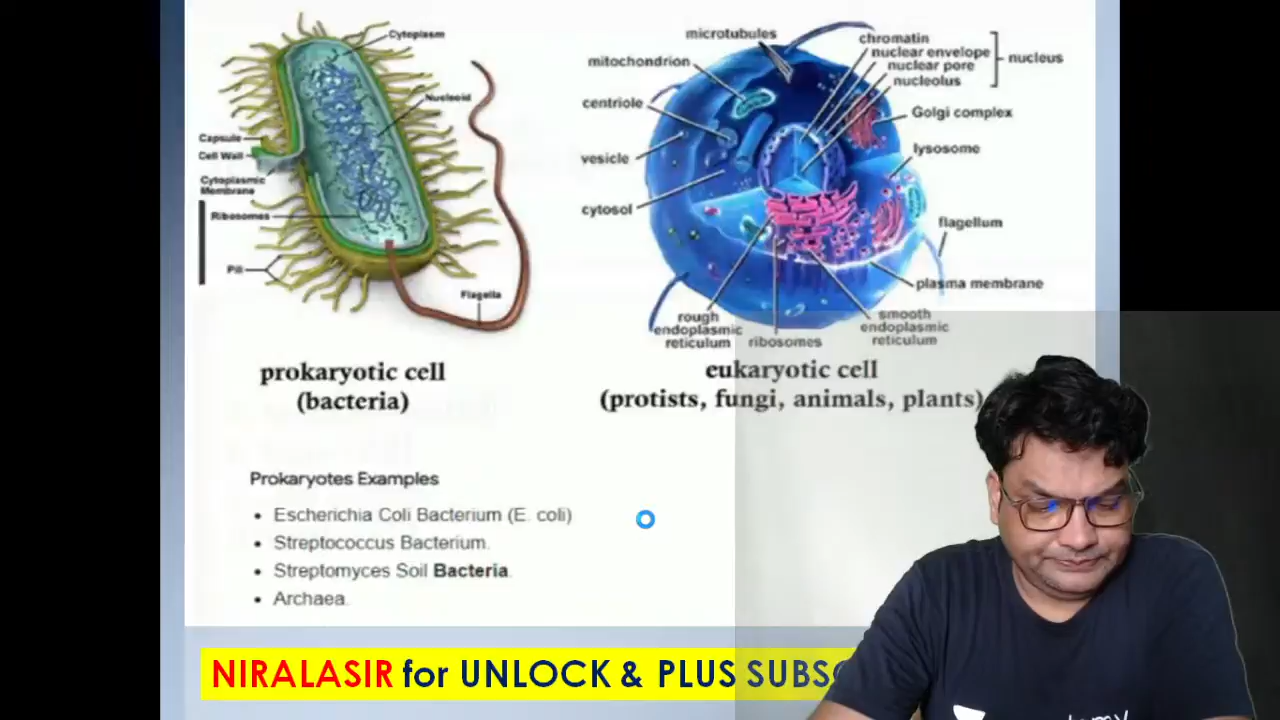 Cytoplasm
Nucleoid
Capsule
Cell Wall
Cytoplasmic
Membrane
Ribosomes
Pili
Flagella
prokaryotic cell
(bacteria)
microtubules
mitochondrion
centriole
vesicle
cytosol
chromatin
nuclear envelope
nuclear pore
nucleolus
nucleus
Golgi complex
lysosome
flagellum
plasma membrane
rough
endoplasmic
reticulum
ribosomes
smooth
endoplasmic
reticulum
eukaryotic cell
(protists, fungi, animals, plants)
Prokaryotes Examples
• Escherichia Coli Bacterium (E. coli)
• Streptococcus Bacterium.
• Streptomyces Soil Bacteria.
• Archaea.
NIRALASIR for UNLOCK & PLUS SUBS